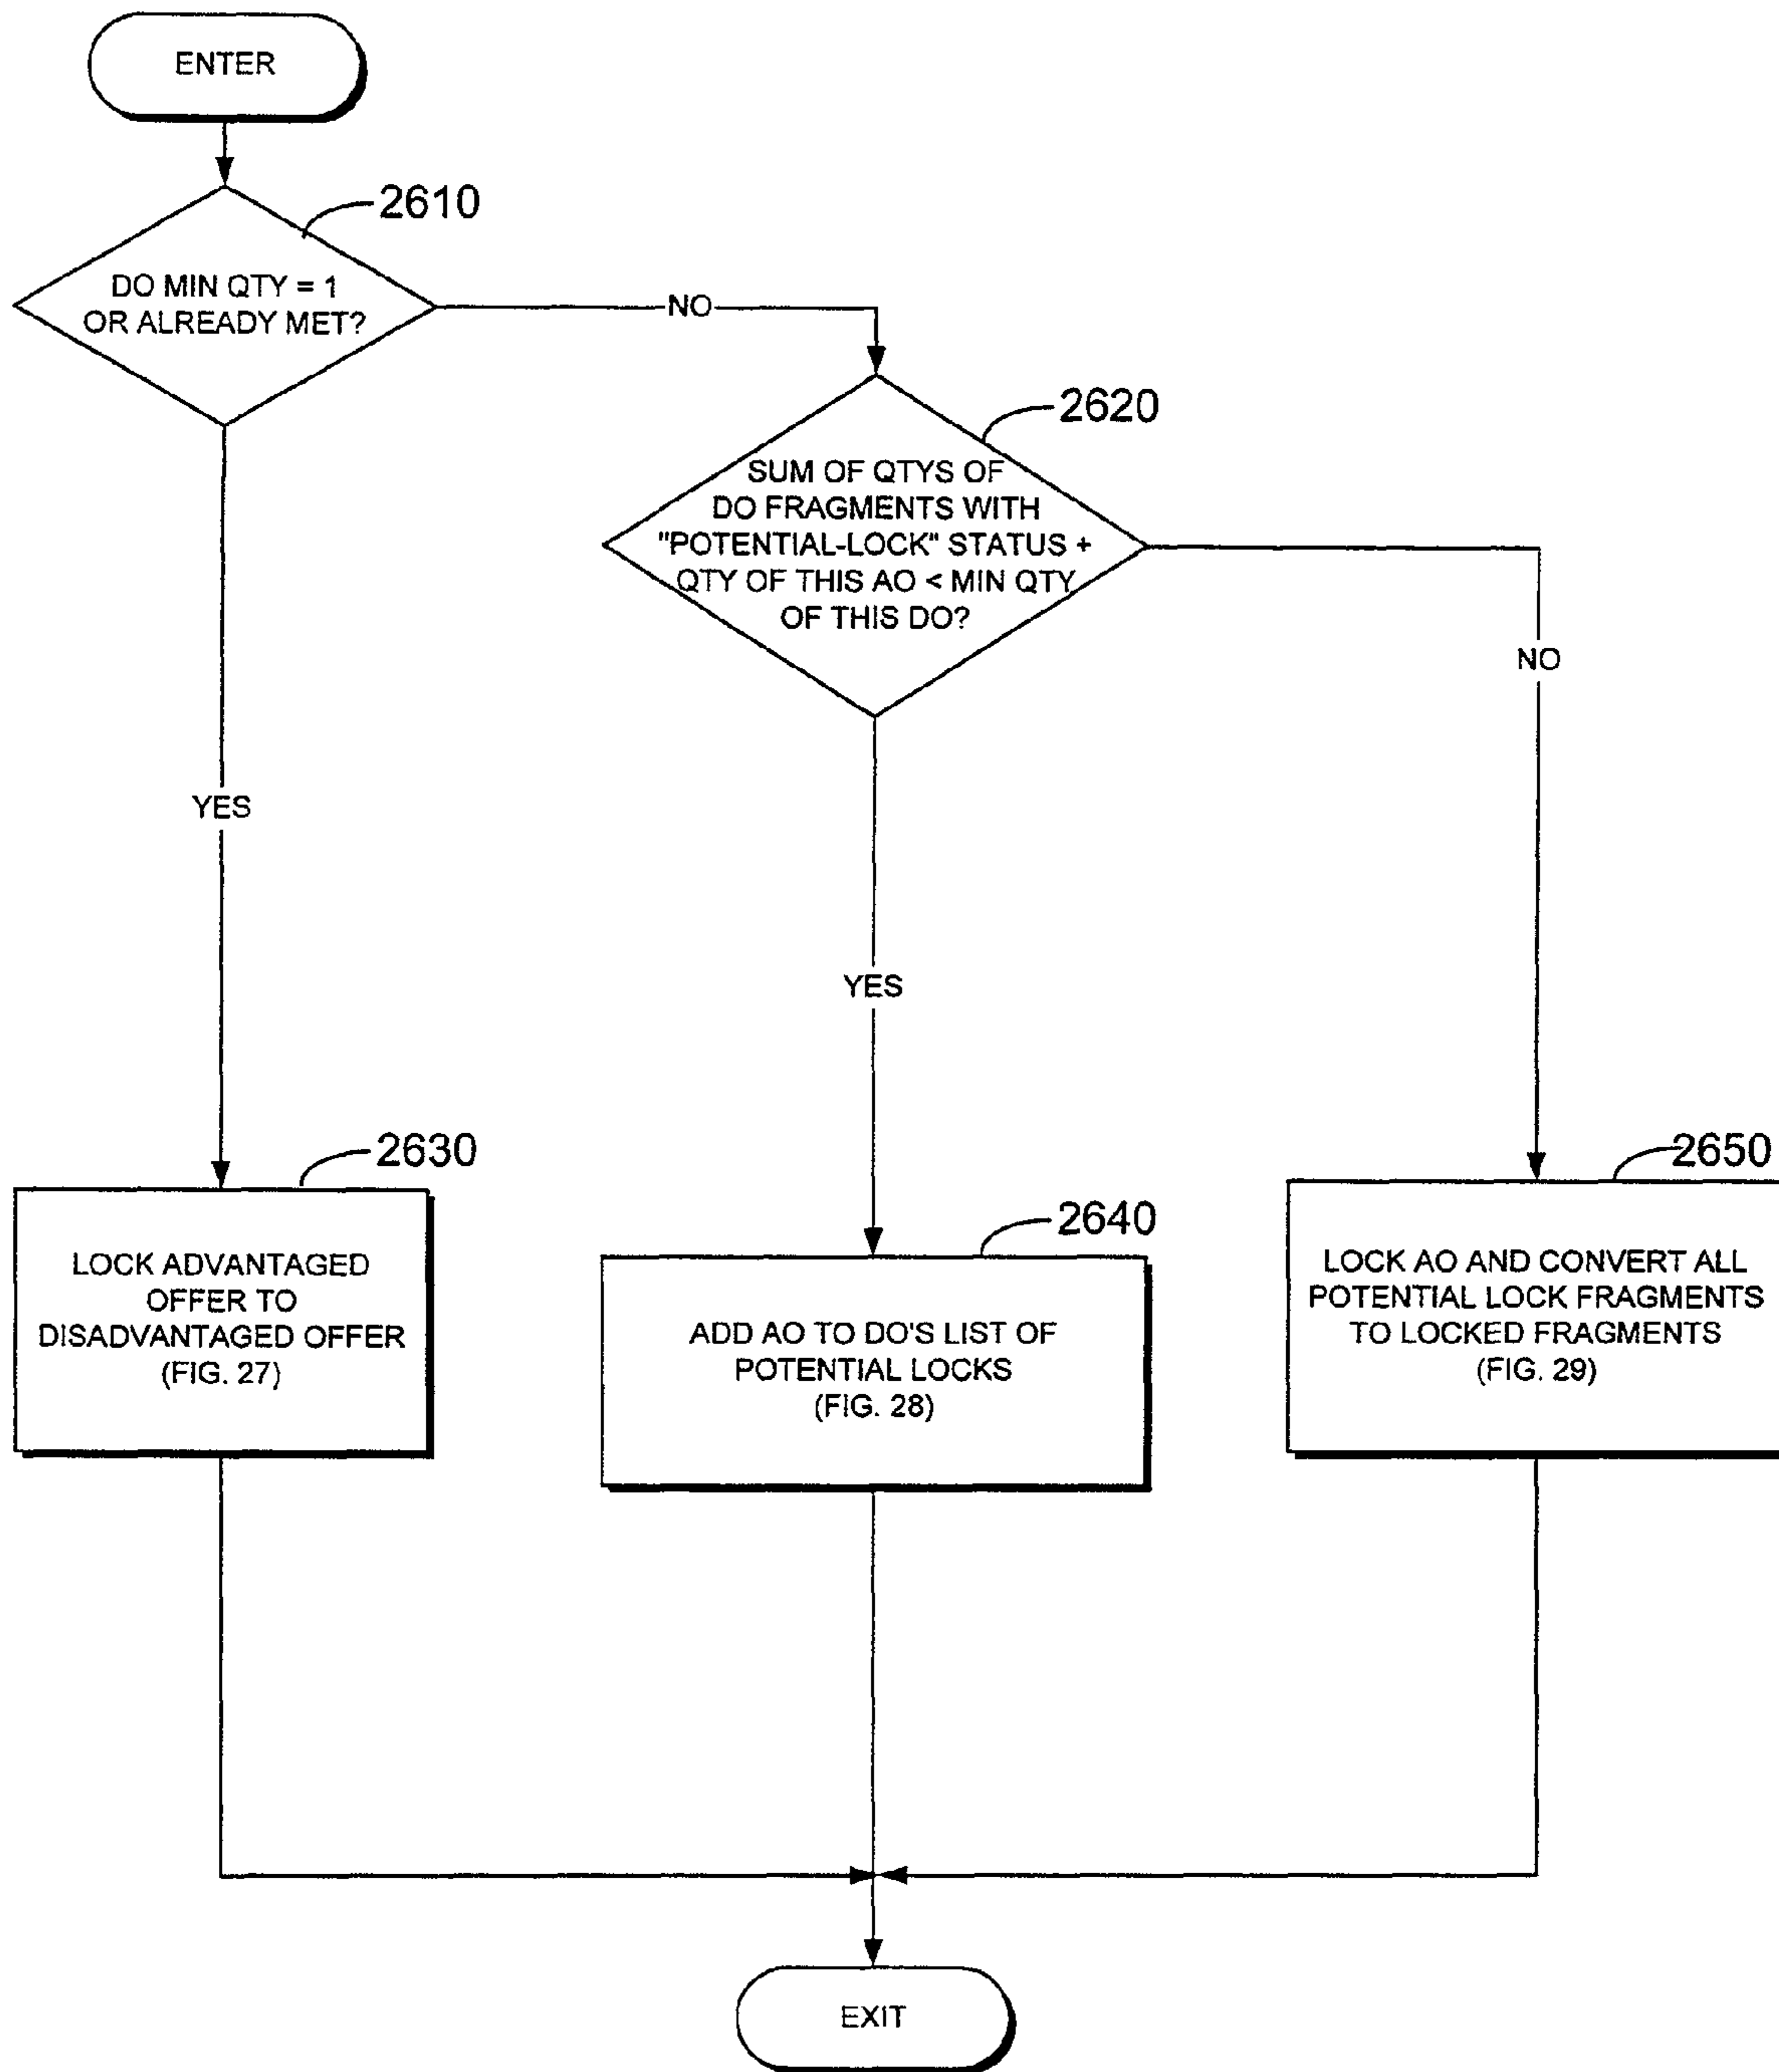 ENTER
2610
DO MIN QTY = 1
OR ALREADY MET?
NO
2620
SUM OF QTYS OF
DO FRAGMENTS WITH
"POTENTIAL-LOCK" STATUS +
QTY OF THIS AO < MIN QTY
OF THIS DO?
NO
YES
YES
2630
LOCK ADVANTAGED
OFFER TO
DISADVANTAGED OFFER
(FIG. 27)
2640
ADD AO TO DO'S LIST OF
POTENTIAL LOCKS
(FIG. 28)
2650
LOCK AO AND CONVERT ALL
POTENTIAL LOCK FRAGMENTS
TO LOCKED FRAGMENTS
(FIG. 29)
EXIT